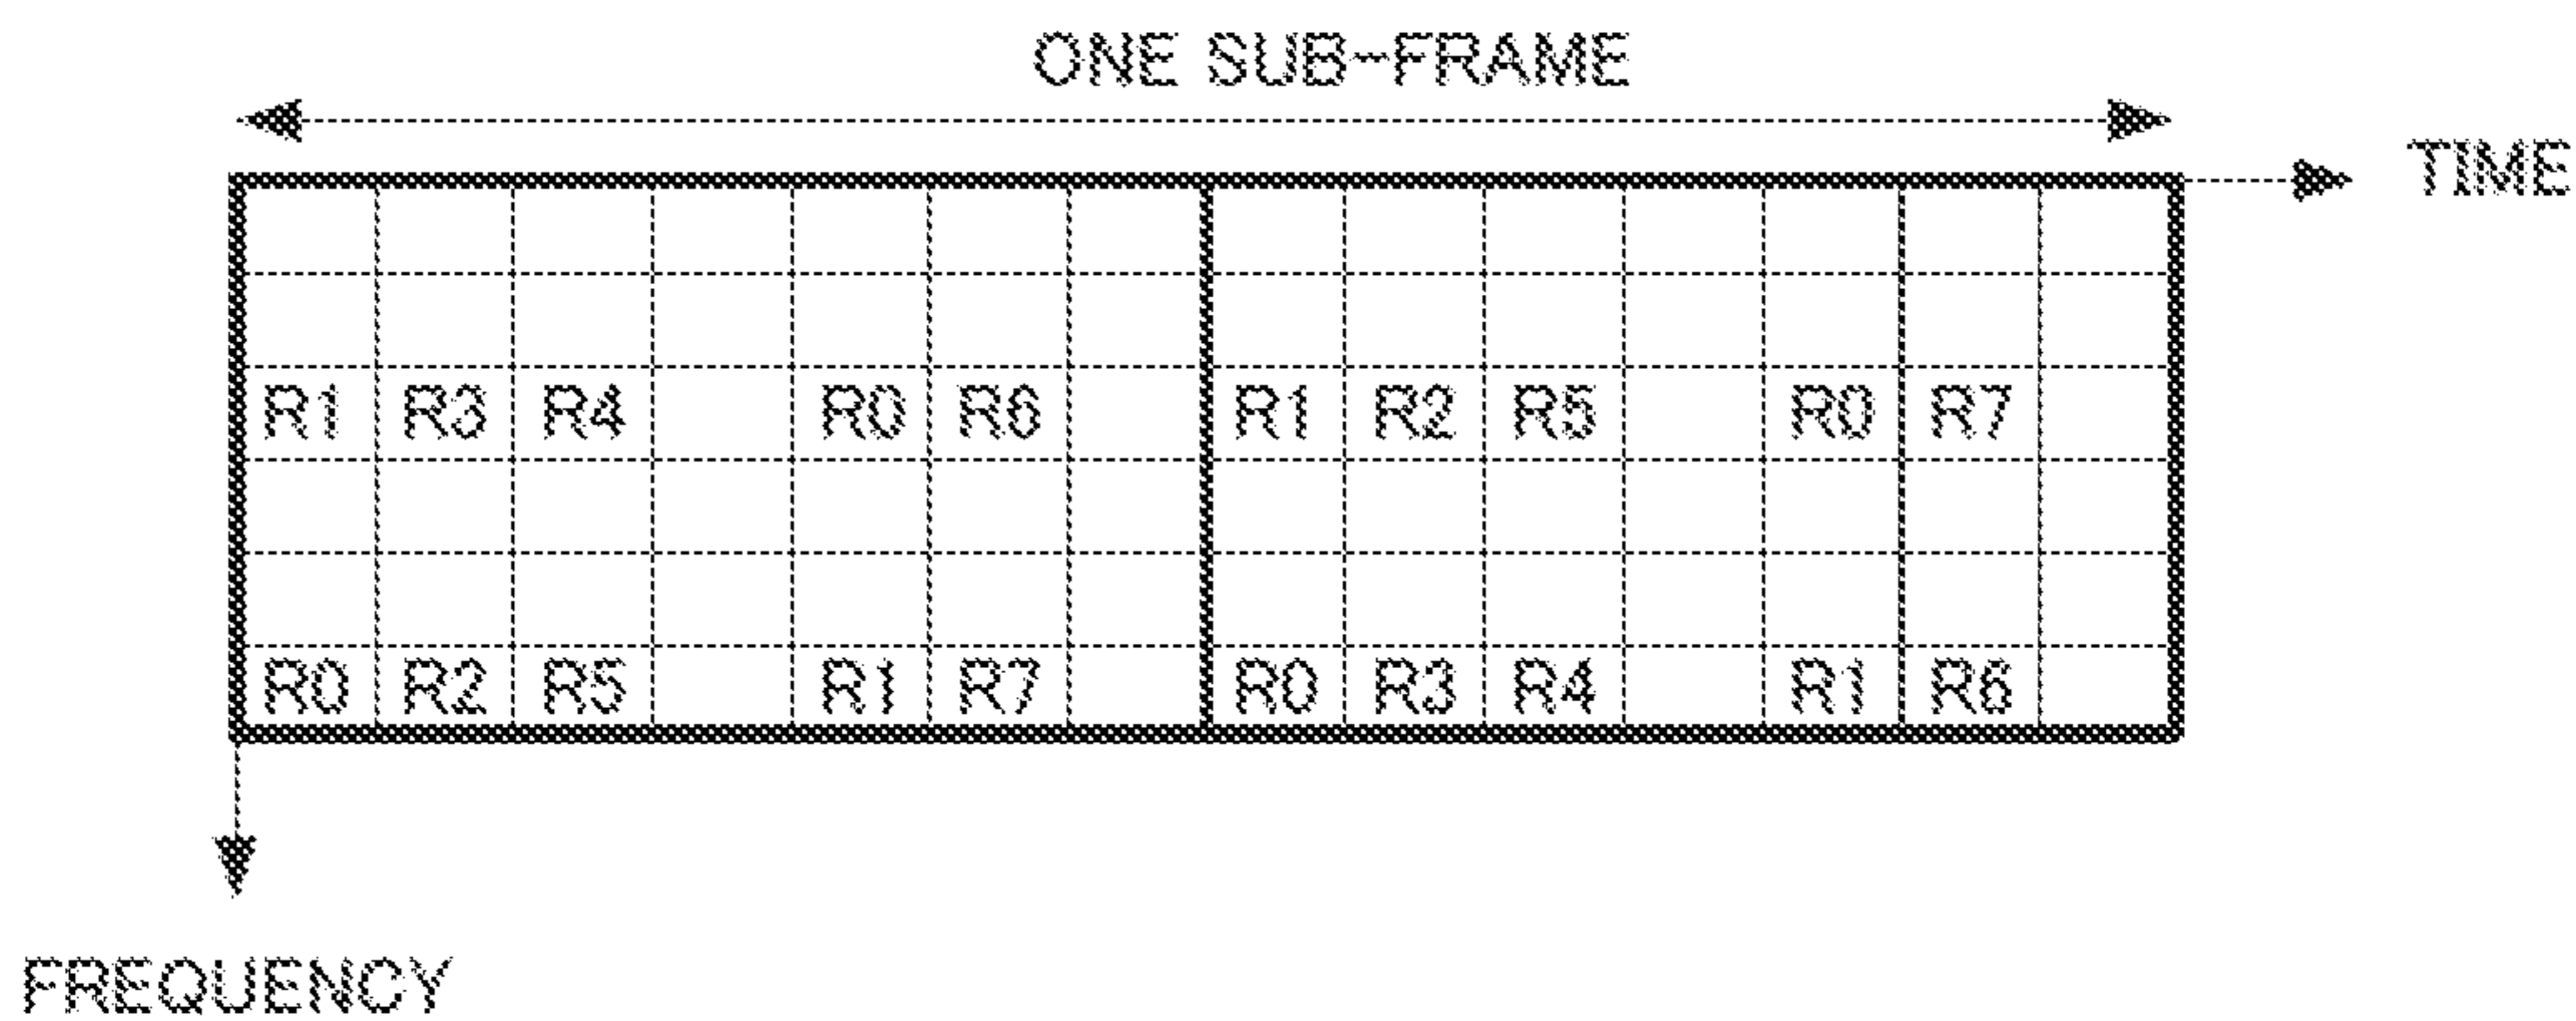 ONE SUB-FRAME
TIME
R1 R3 R4 R0 R6 R1 R2 R5 R0 R7
R0 R2 R5 R1 R7 R0 R3 R4 R1 R6
FREQUENCY